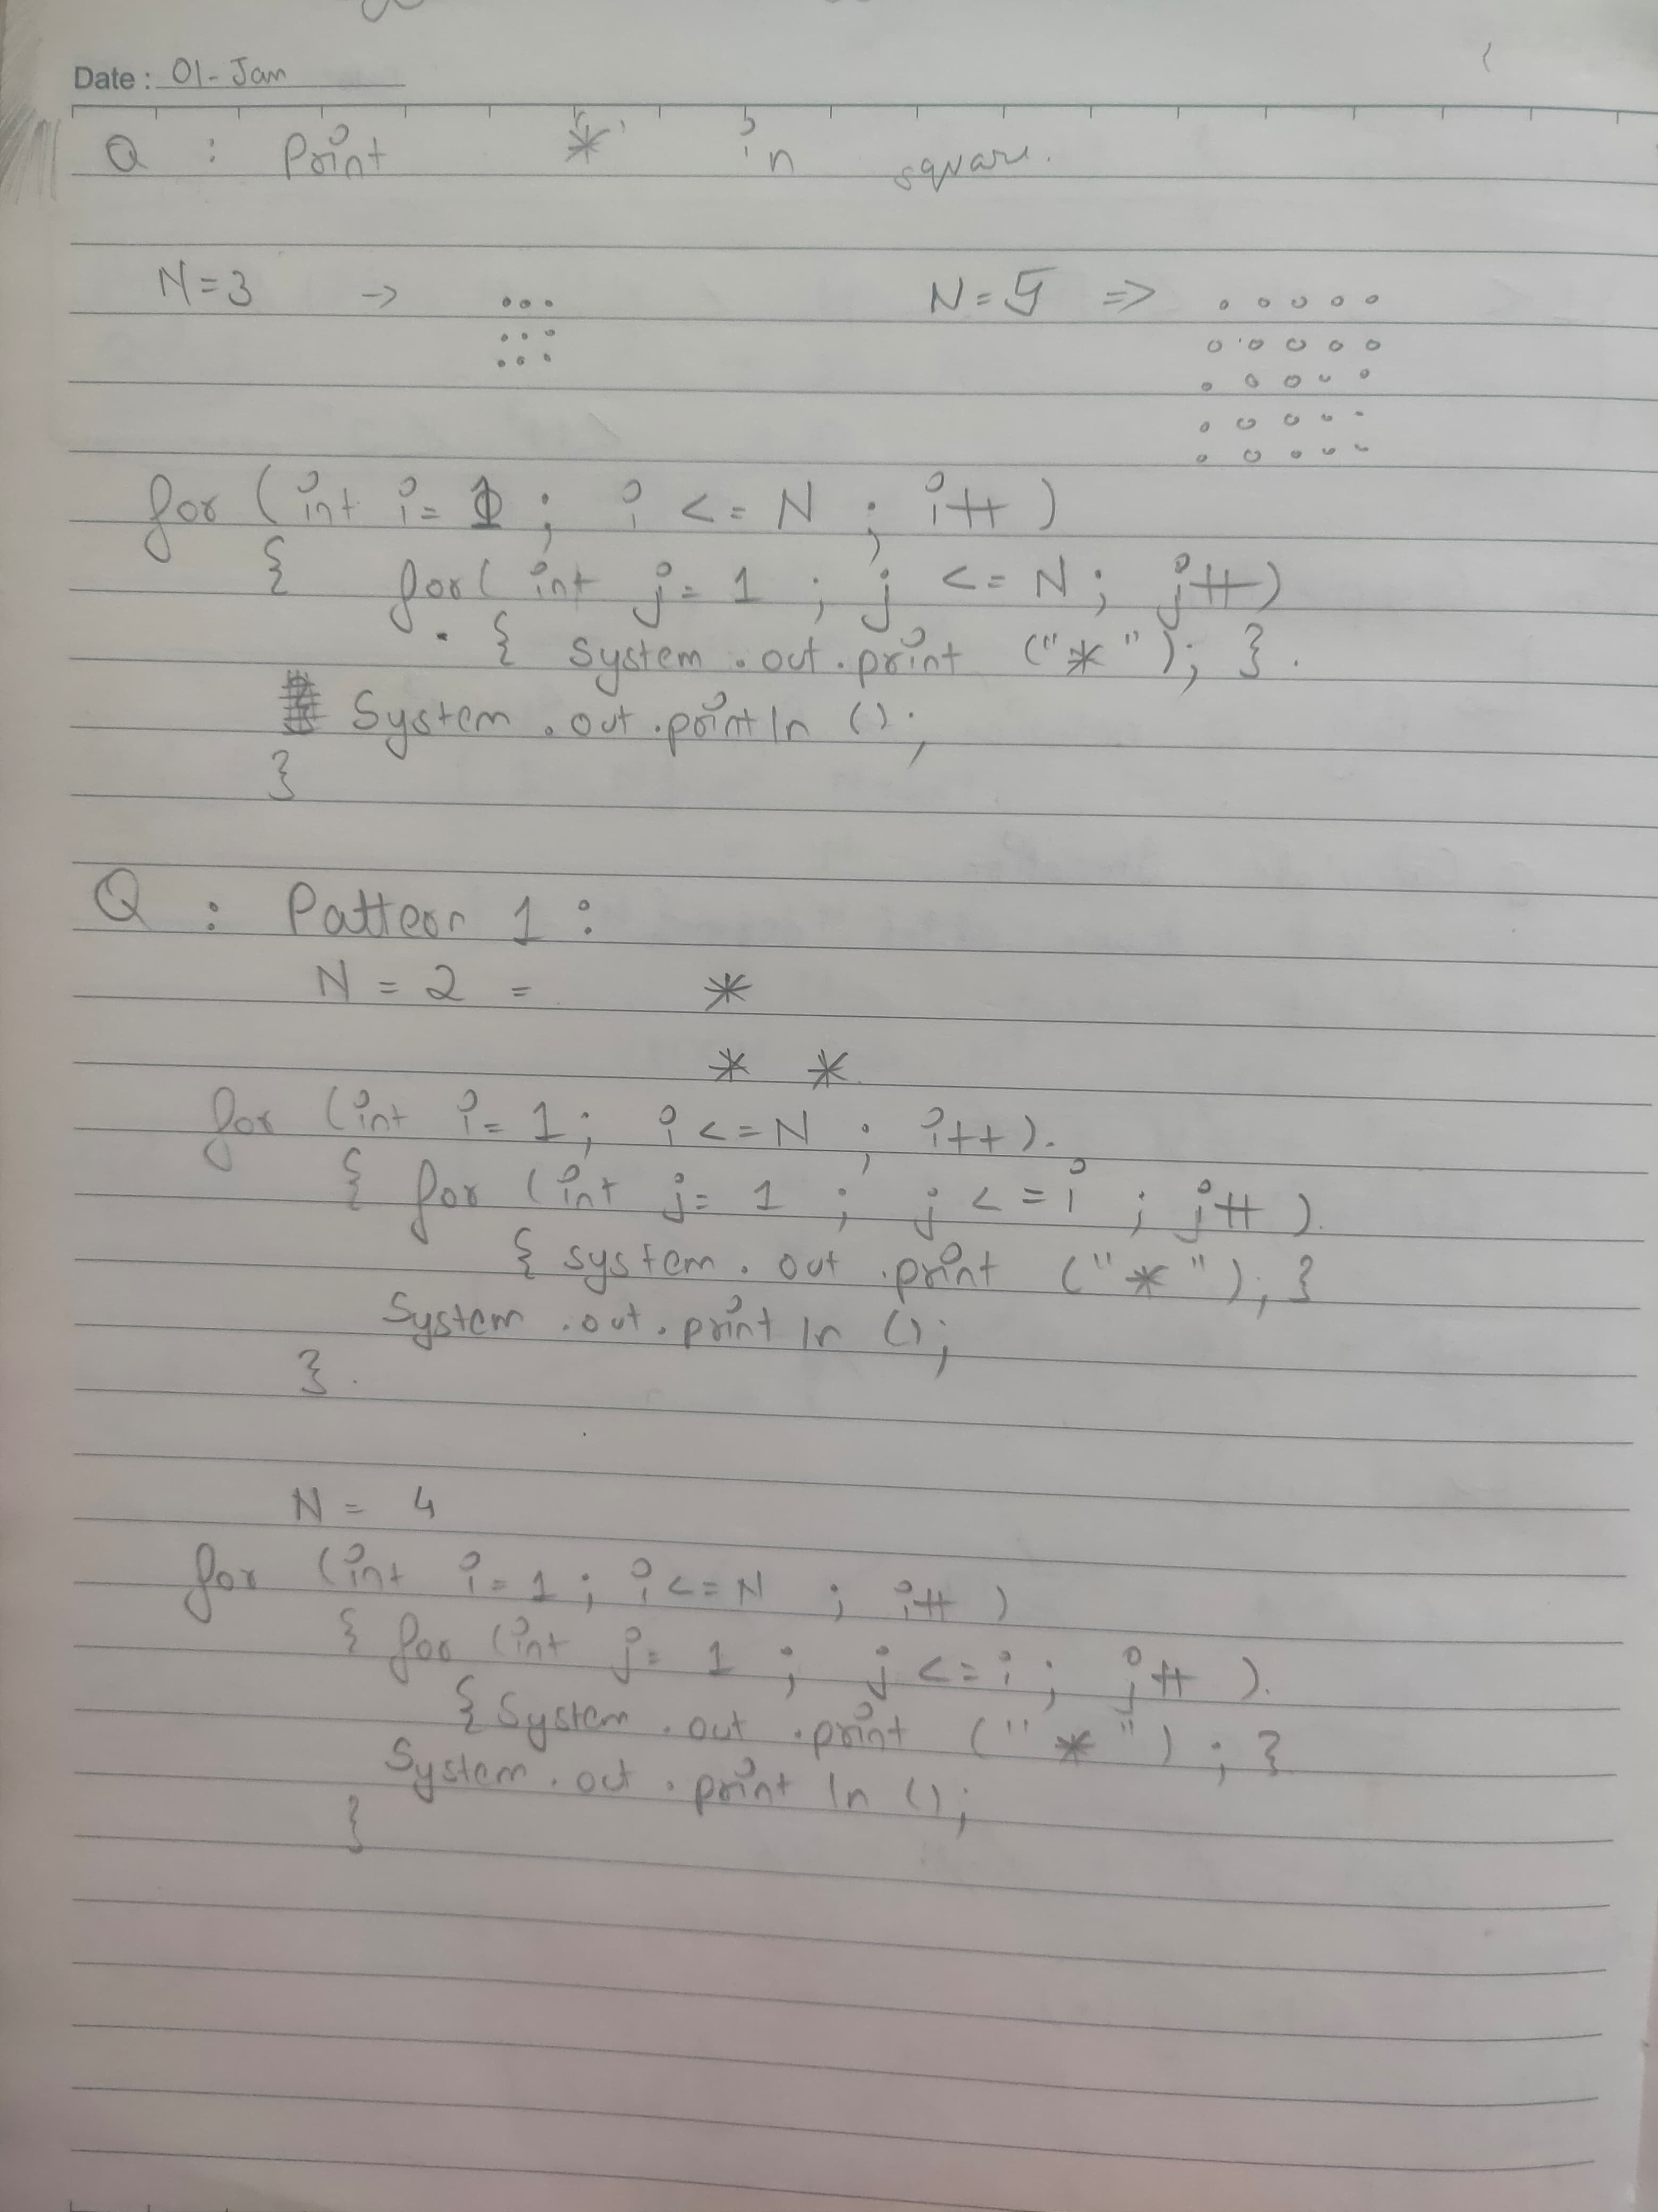 Date : 01- Jan
Q : Print "*" in square.
N=3 -> N=5 =>
for ( int i= 1 ; i <= N ; i++ )
{ for( int j= 1 ; j <= N ; j++)
{ System .out .print ("*"); }.
System .out .println ();
}
Q : Pattern 1 :
N = 2 = *
* *
for (int i= 1; i <=N ; i++).
{ for (int j= 1 ; j <= i ; j++ ).
{ system . out .print ("*"); }
System .out. print ln ();
}.
N = 4
for (int i=1 ; i<=N ; i++ )
{ for (int j= 1 ; j <= i ; j++ ).
{ System .out .print ("*") ; }
System . out . print ln ();
}